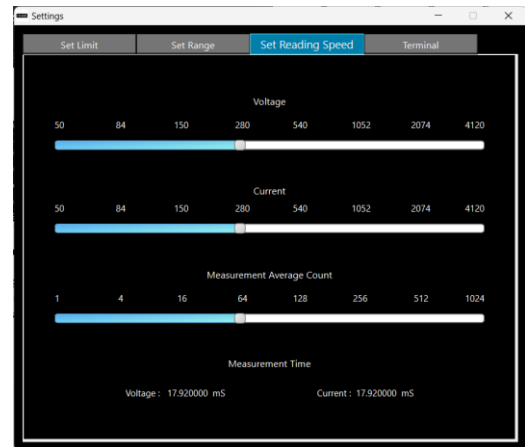 Settings
Set Limit Set Range Set Reading Speed Terminal
Voltage
50 84 150 280 540 1052 2074 4120
Current
50 84 150 280 540 1052 2074 4120
Measurement Average Count
1 4 16 64 128 256 512 1024
Measurement Time
Voltage : 17.920000 mS Current : 17.920000 mS